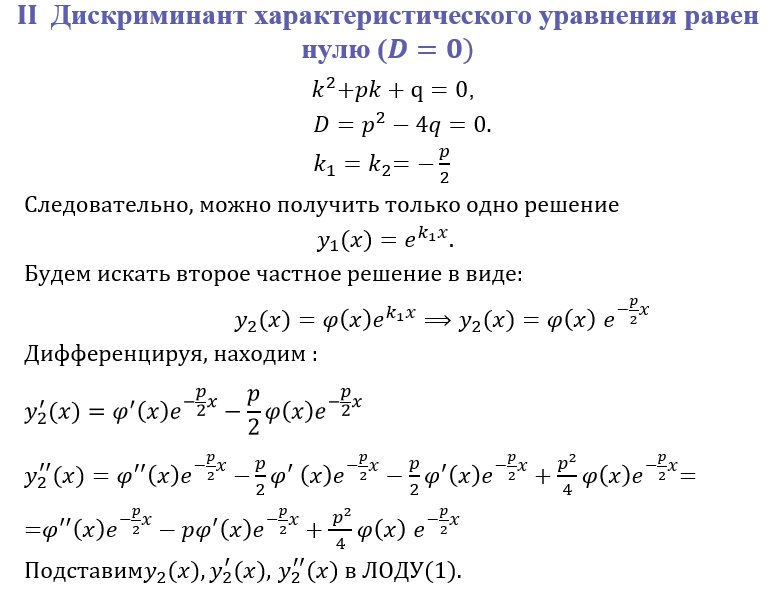 II Дискриминант характеристического уравнения равен
нулю (𝑫 = 𝟎)
𝑘²+𝑝𝑘 + q = 0,
𝐷 = 𝑝² − 4𝑞 = 0.
𝑘₁ = 𝑘₂= −𝑝/2
Следовательно, можно получить только одно решение
𝑦₁(𝑥) = 𝑒^{𝑘₁𝑥}.
Будем искать второе частное решение в виде:
𝑦₂(𝑥) = 𝜑(𝑥)𝑒^{𝑘₁𝑥} ⟹ 𝑦₂(𝑥) = 𝜑(𝑥) 𝑒^{−𝑝/2 𝑥}
Дифференцируя, находим :
𝑦₂′(𝑥) = 𝜑′(𝑥)𝑒^{−𝑝/2 𝑥} − 𝑝/2 𝜑(𝑥)𝑒^{−𝑝/2 𝑥}
𝑦₂′′(𝑥) = 𝜑′′(𝑥)𝑒^{−𝑝/2 𝑥} − 𝑝/2 𝜑′ (𝑥)𝑒^{−𝑝/2 𝑥} − 𝑝/2 𝜑′(𝑥)𝑒^{−𝑝/2 𝑥} + 𝑝²/4 𝜑(𝑥)𝑒^{−𝑝/2 𝑥}=
=𝜑′′(𝑥)𝑒^{−𝑝/2 𝑥} − 𝑝𝜑′(𝑥)𝑒^{−𝑝/2 𝑥} + 𝑝²/4 𝜑(𝑥) 𝑒^{−𝑝/2 𝑥}
Подставим𝑦₂(𝑥), 𝑦₂′(𝑥), 𝑦₂′′(𝑥) в ЛОДУ(1).